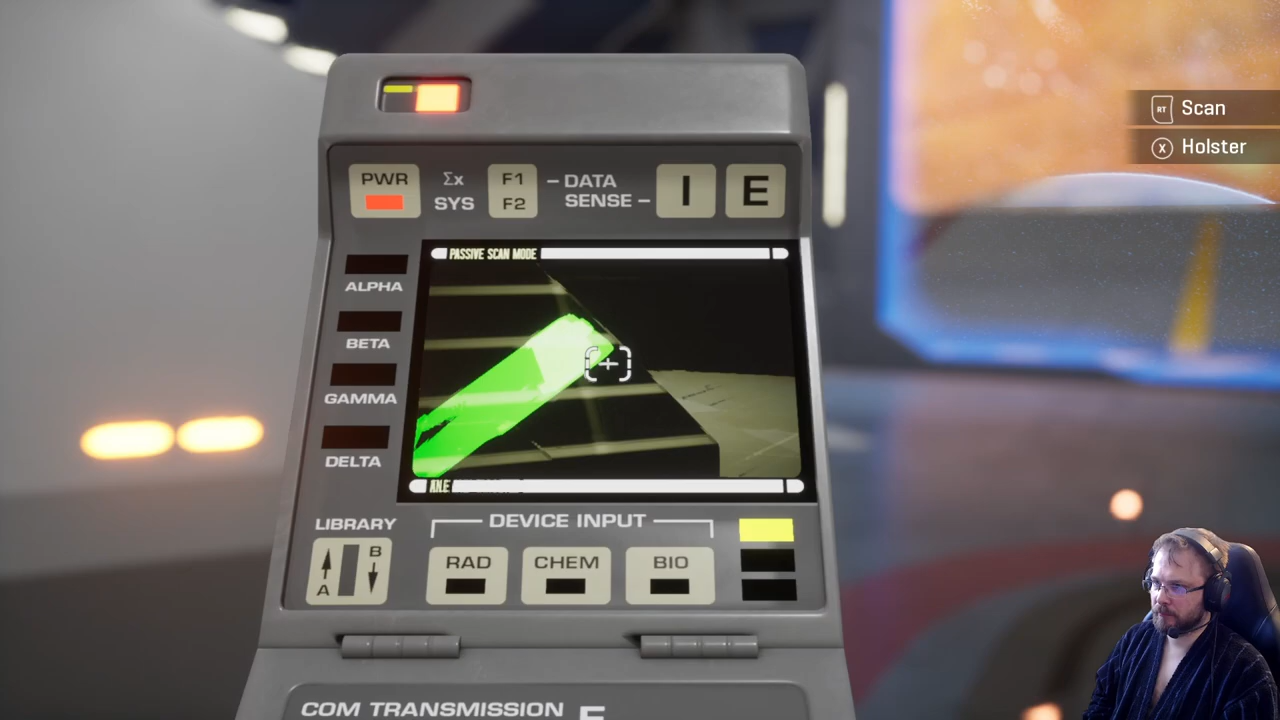 RT Scan
X Holster
PWR
Σx
SYS
F1
F2
– DATA
SENSE –
I
E
PASSIVE SCAN MODE
ALPHA
BETA
GAMMA
DELTA
LIBRARY
A
B
DEVICE INPUT
RAD
CHEM
BIO
COM TRANSMISSION